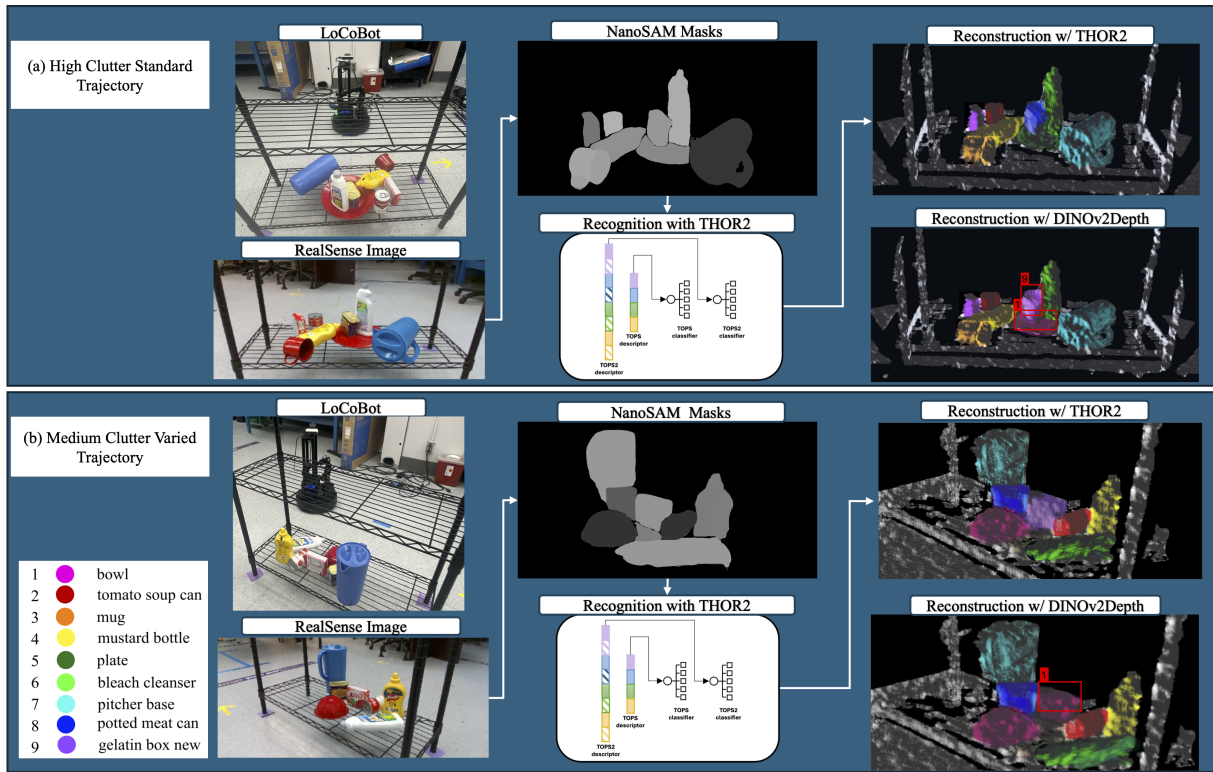 (a) High Clutter Standard
Trajectory
LoCoBot
RealSense Image
NanoSAM Masks
Recognition with THOR2
TOPS2
descriptor
TOPS
descriptor
TOPS
classifier
TOPS2
classifier
Reconstruction w/ THOR2
Reconstruction w/ DINOv2Depth
9
(b) Medium Clutter Varied
Trajectory
1 bowl
2 tomato soup can
3 mug
4 mustard bottle
5 plate
6 bleach cleanser
7 pitcher base
8 potted meat can
9 gelatin box new
LoCoBot
RealSense Image
NanoSAM Masks
Recognition with THOR2
TOPS2
descriptor
TOPS
descriptor
TOPS
classifier
TOPS2
classifier
Reconstruction w/ THOR2
Reconstruction w/ DINOv2Depth
1